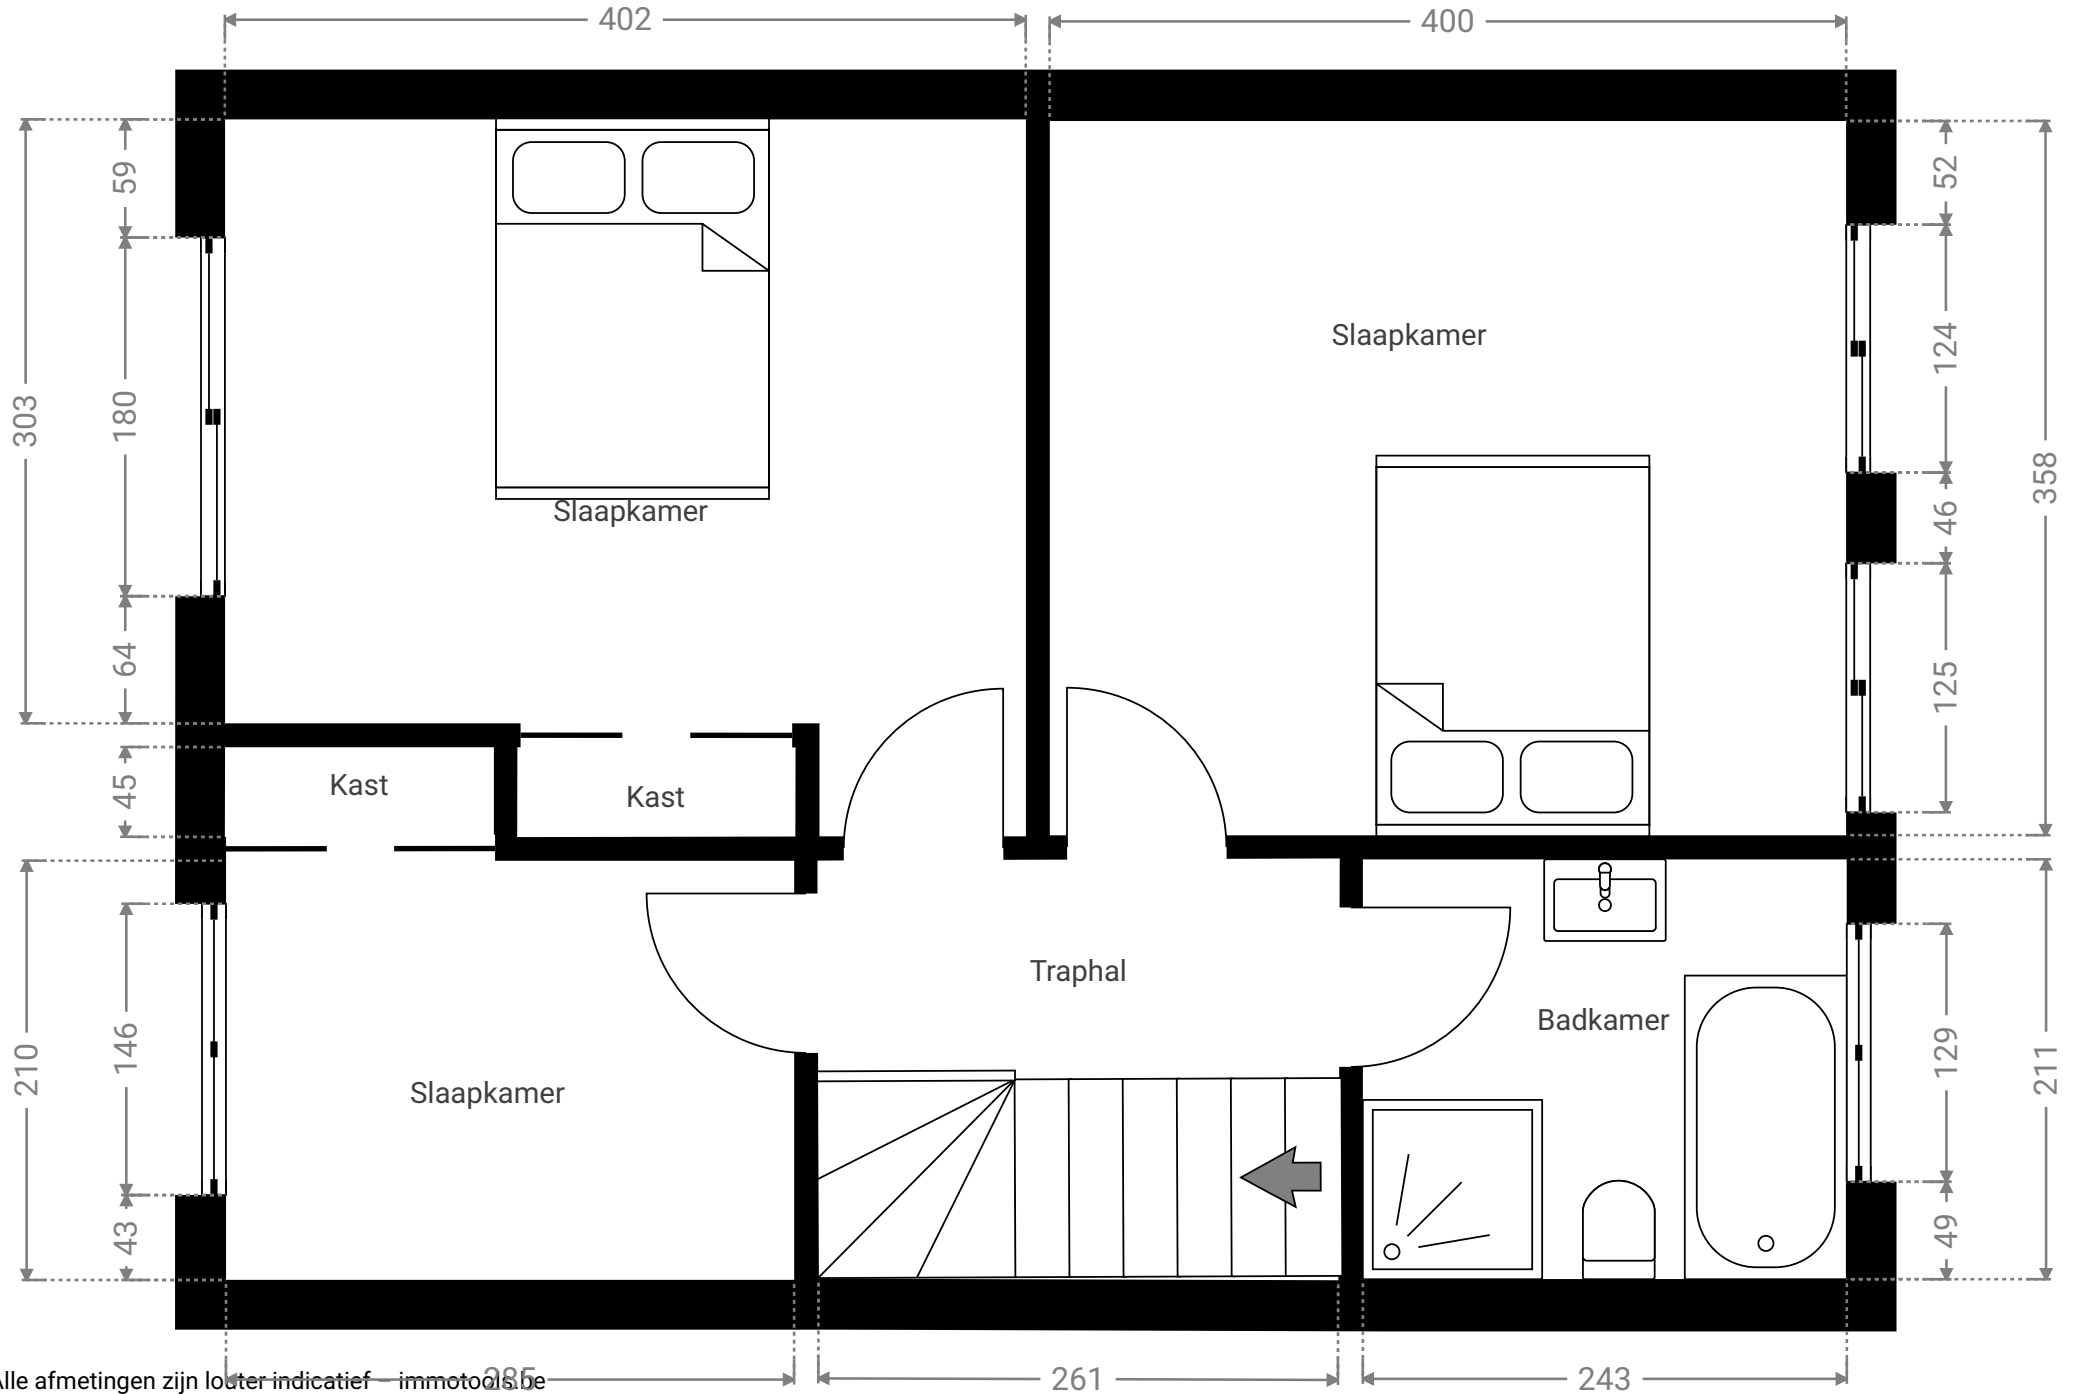 402
400
59
52
180
124
303
358
46
64
125
45
210
146
43
129
211
49
Slaapkamer
Slaapkamer
Kast
Kast
Traphal
Badkamer
Slaapkamer
285
261
243
Alle afmetingen zijn louter indicatief – immotools.be